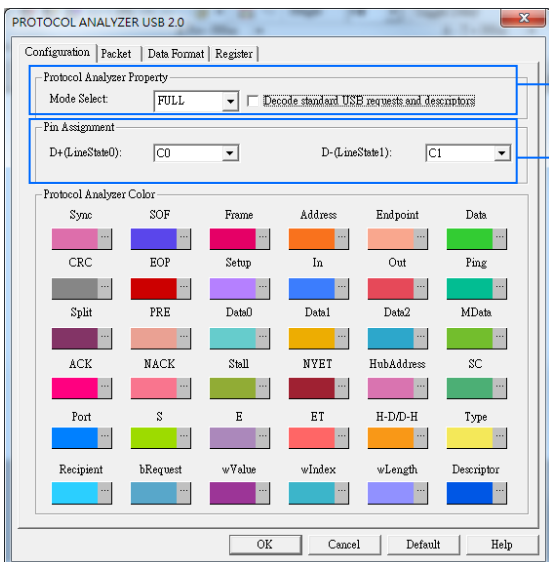 PROTOCOL ANALYZER USB 2.0
Configuration Packet Data Format Register
Protocol Analyzer Property
Mode Select: FULL Decode standard USB requests and descriptors
Pin Assignment
D+(LineState0): C0 D-(LineState1): C1
Protocol Analyzer Color
Sync SOF Frame Address Endpoint Data
CRC EOP Setup In Out Ping
Split PRE Data0 Data1 Data2 MData
ACK NACK Stall NYET HubAddress SC
Port S E ET H-D/D-H Type
Recipient bRequest wValue wIndex wLength Descriptor
OK Cancel Default Help